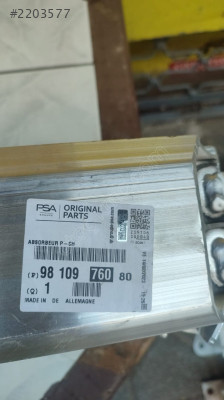 #2203577
PSA
ORIGINAL
PARTS
ABSORBEUR P - CH
(P) 98 109 760 80
(Q) 1
MADE IN DE ALLEMAGNE